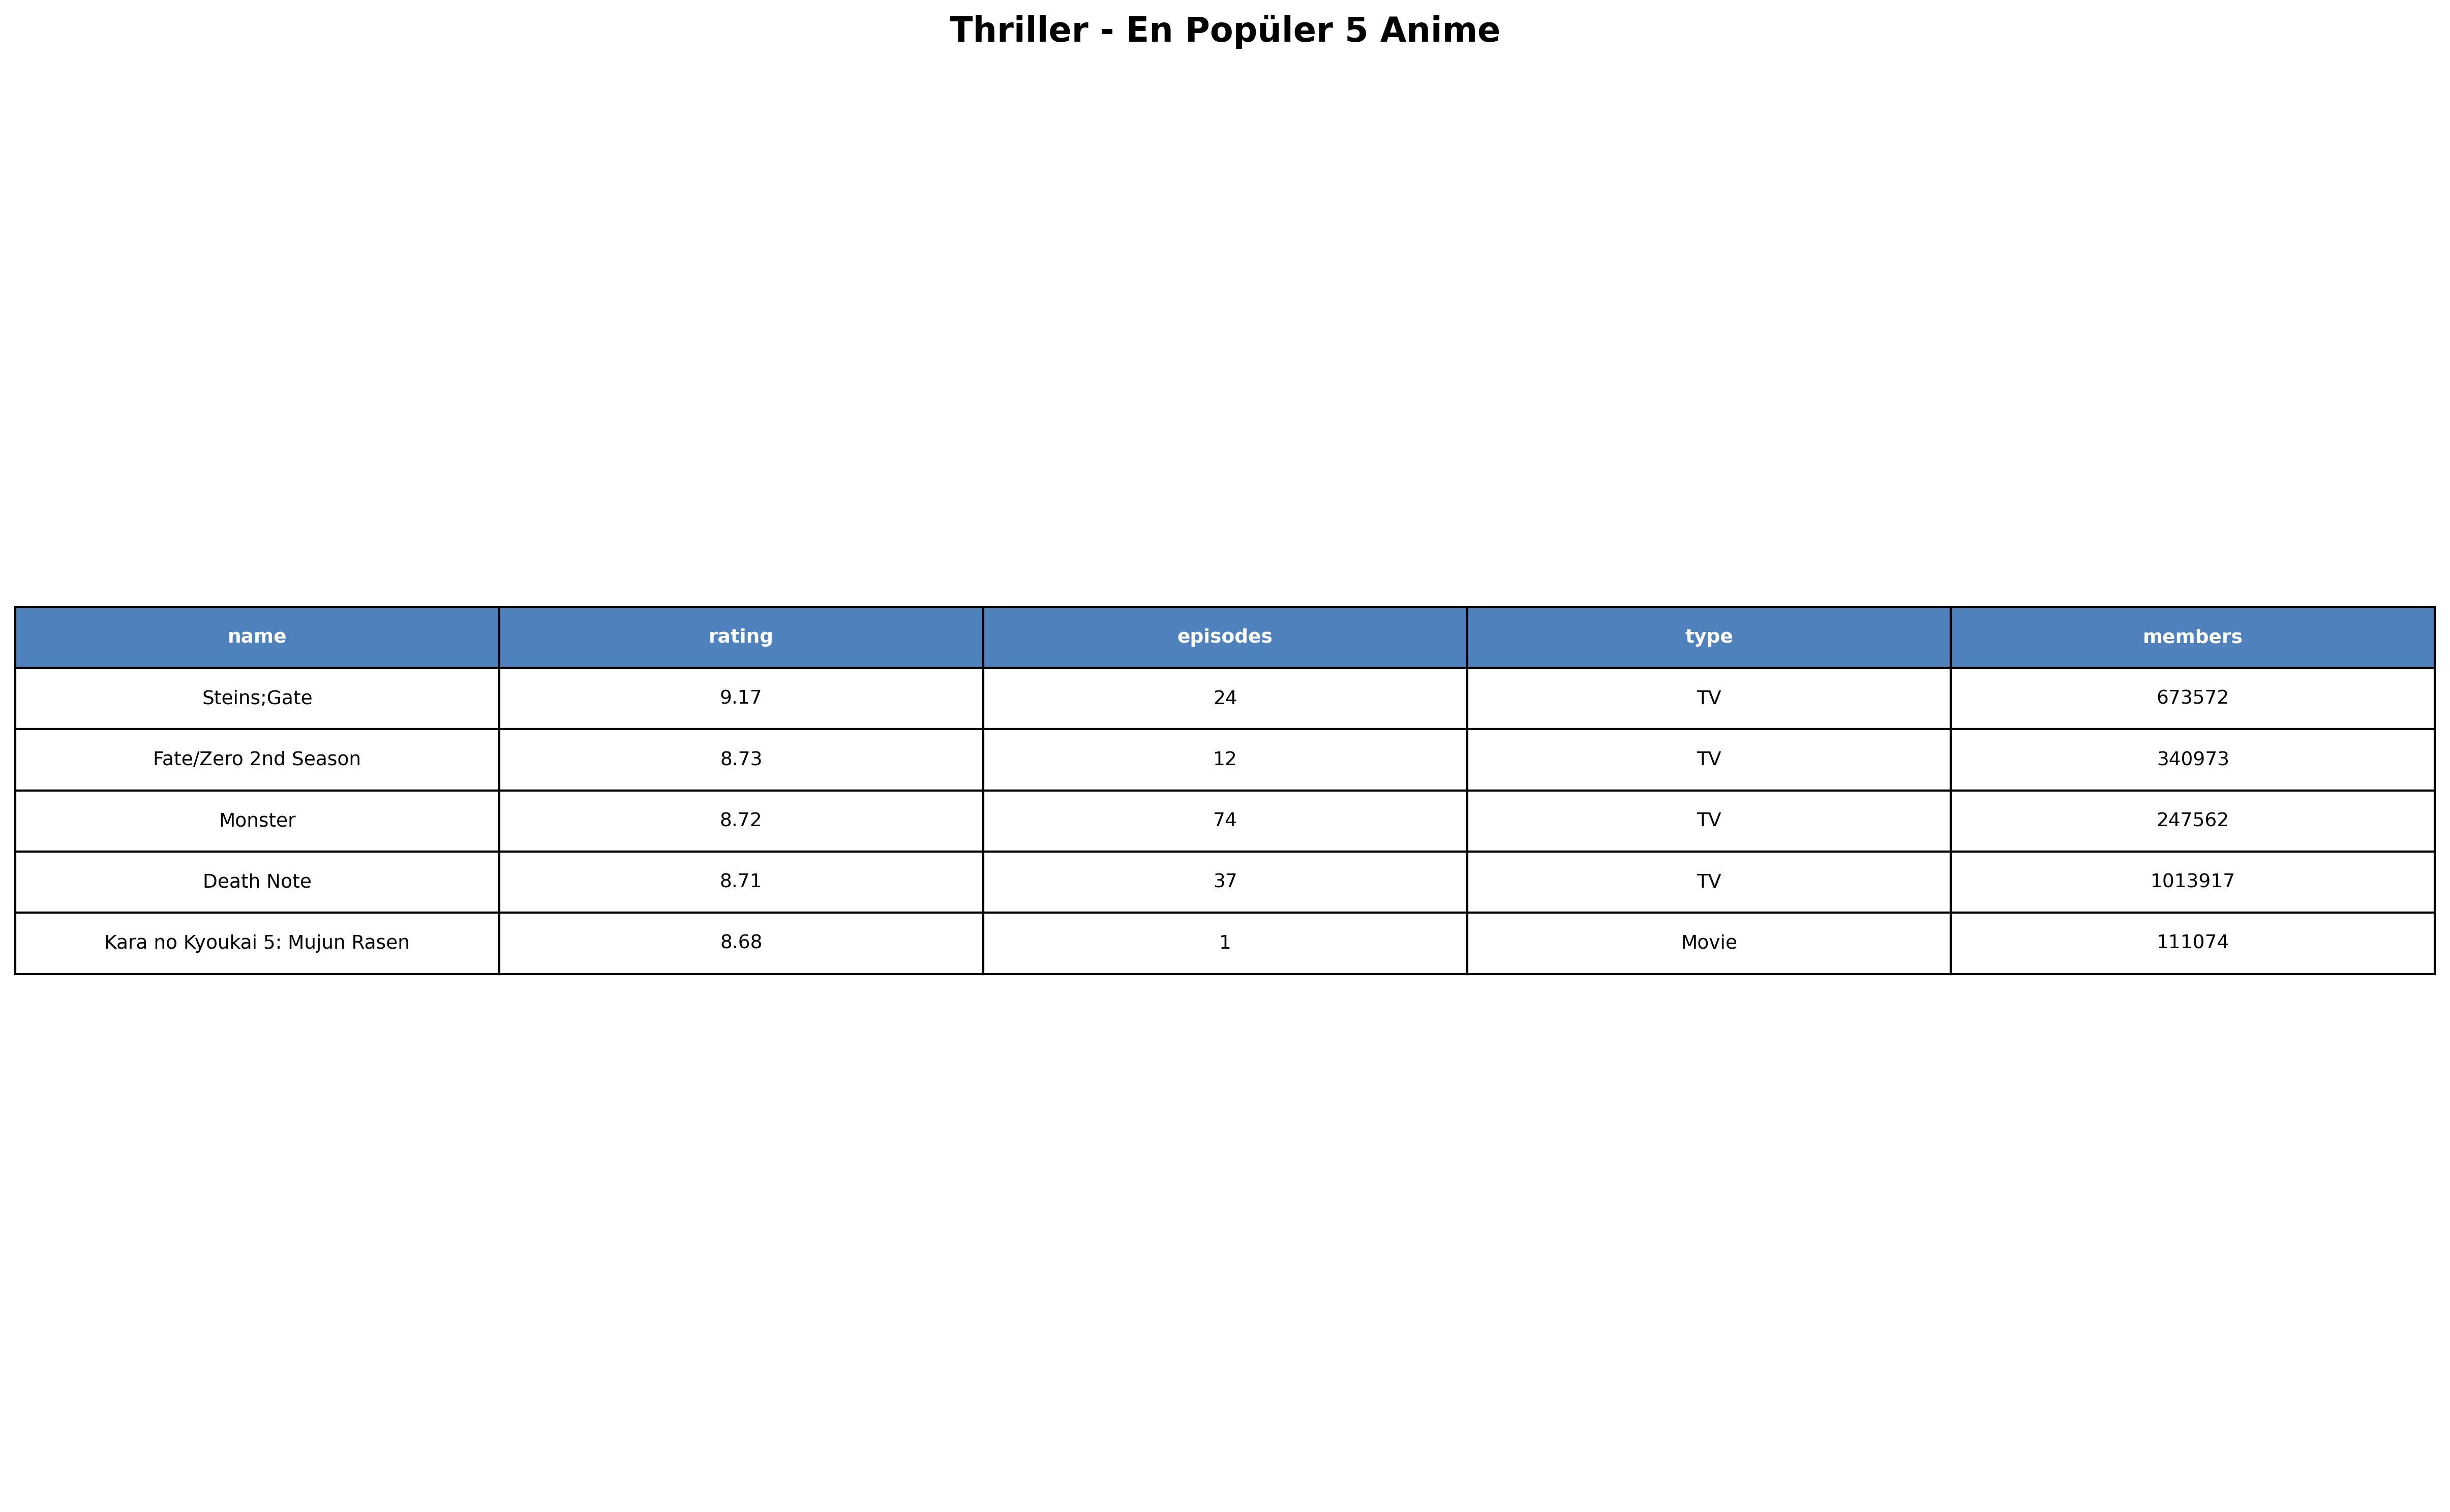 Thriller - En Popüler 5 Anime
name rating episodes type members
Steins;Gate 9.17 24 TV 673572
Fate/Zero 2nd Season 8.73 12 TV 340973
Monster 8.72 74 TV 247562
Death Note 8.71 37 TV 1013917
Kara no Kyoukai 5: Mujun Rasen 8.68 1 Movie 111074